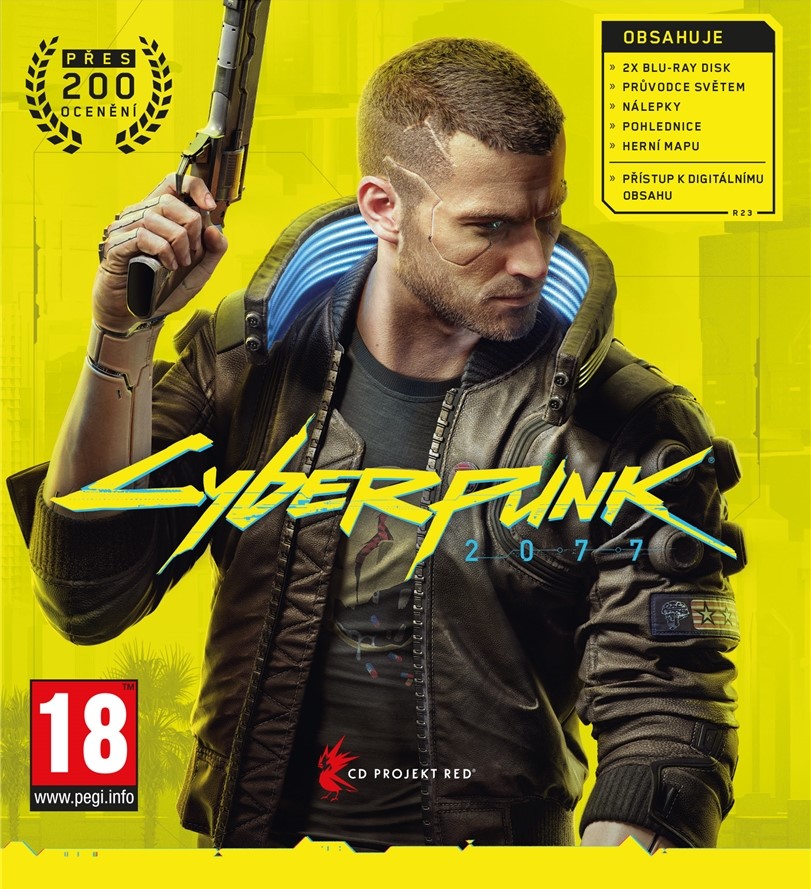 PŘES
200
OCENĚNÍ
OBSAHUJE
» 2X BLU-RAY DISK
» PRŮVODCE SVĚTEM
» NÁLEPKY
» POHLEDNICE
» HERNÍ MAPU
» PŘÍSTUP K DIGITÁLNÍMU
OBSAHU
R23
Cyberpunk®
2077
18™
www.pegi.info
CD PROJEKT RED®